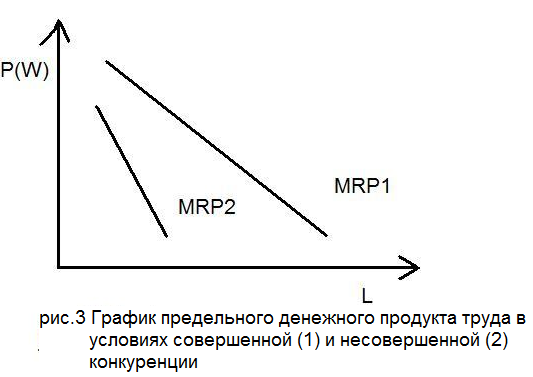 P(W)
MRP1
MRP2
L
рис.3 График предельного денежного продукта труда в
условиях совершенной (1) и несовершенной (2)
конкуренции